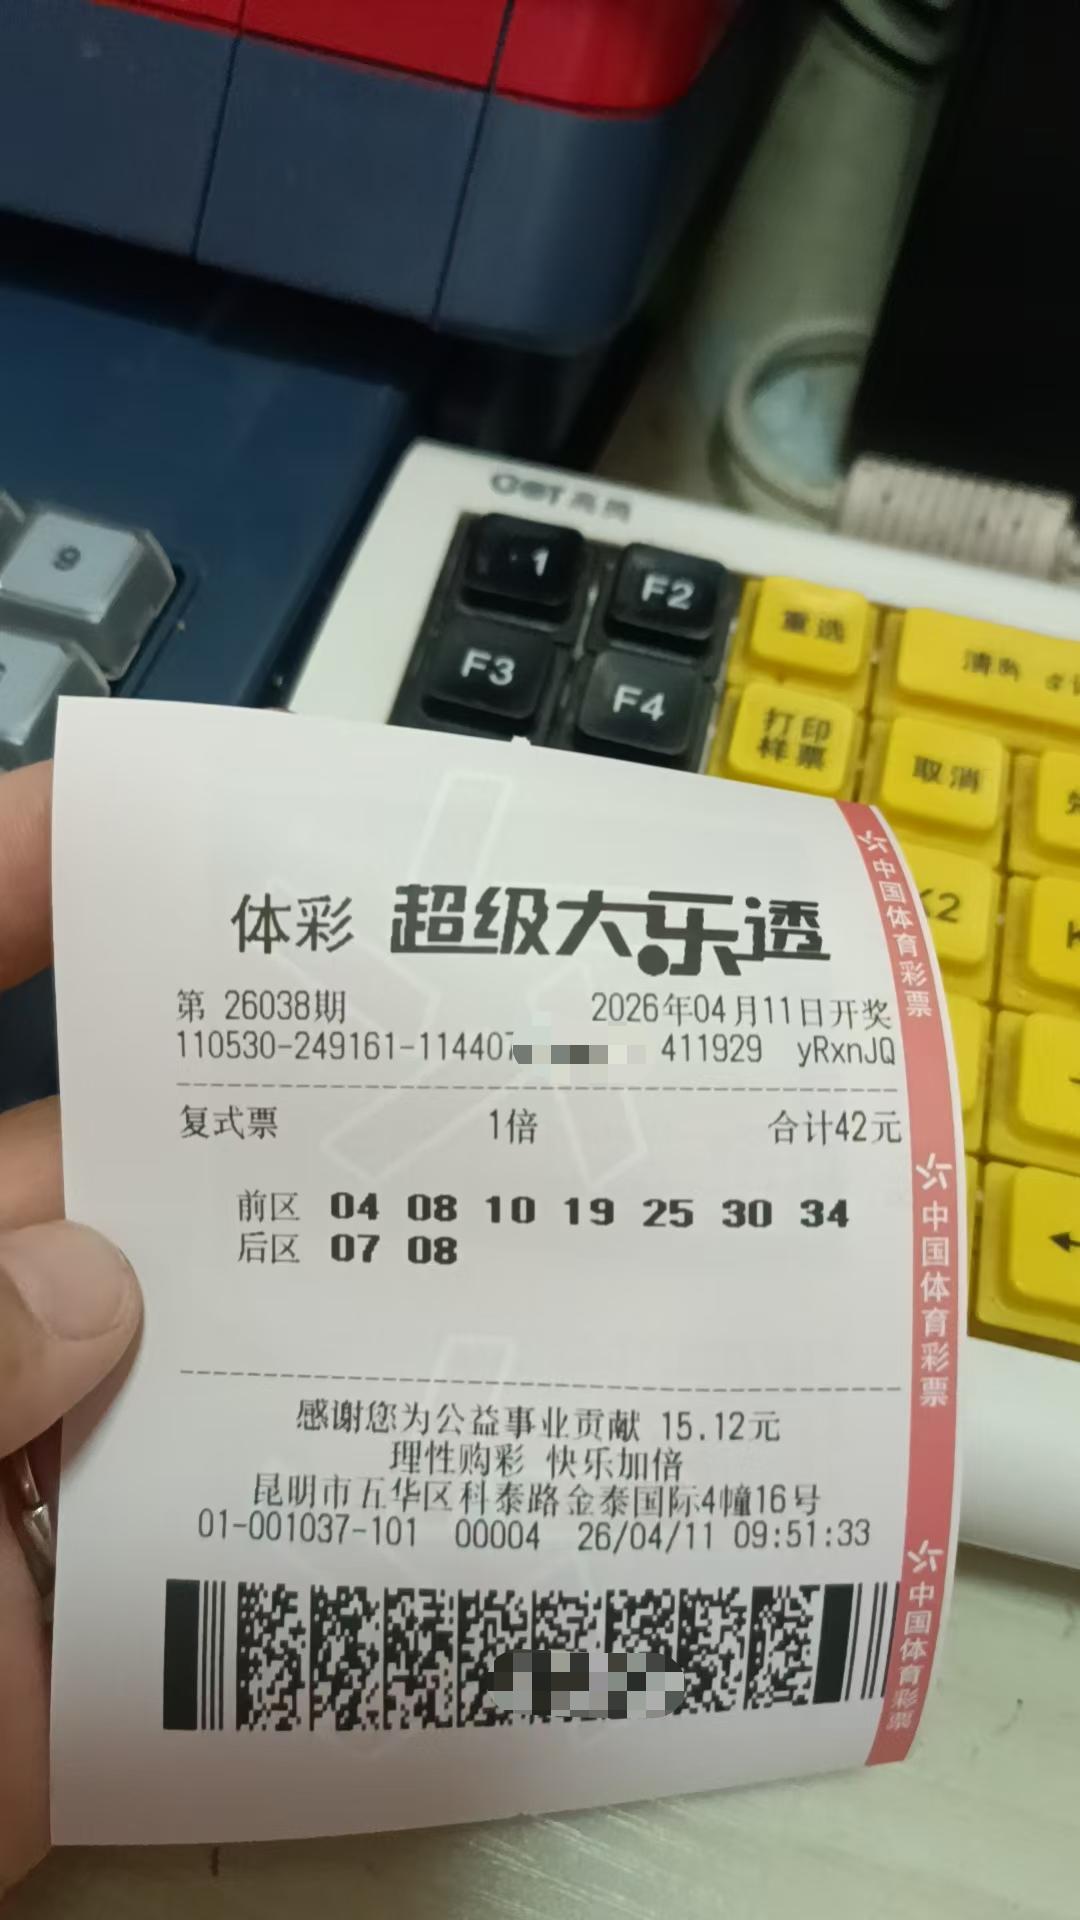 9
1
F2
重选
F3
F4
打印
样票
取消
K2
体彩 超级大乐透
第 26038期 2026年04月11日开奖
110530-249161-114407 411929 yRxnJQ
复式票 1倍 合计42元
前区 04 08 10 19 25 30 34
后区 07 08
感谢您为公益事业贡献 15.12元
理性购彩 快乐加倍
昆明市五华区科泰路金泰国际4幢16号
01-001037-101 00004 26/04/11 09:51:33
中国体育彩票
中国体育彩票
中国体育彩票